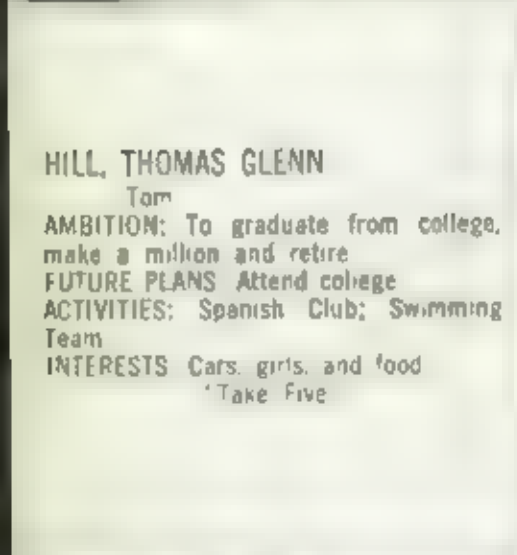 HILL, THOMAS GLENN
Tom
AMBITION: To graduate from college,
make a million and retire
FUTURE PLANS Attend college
ACTIVITIES: Spanish Club; Swimming
Team
INTERESTS Cars, girls, and food
'Take Five